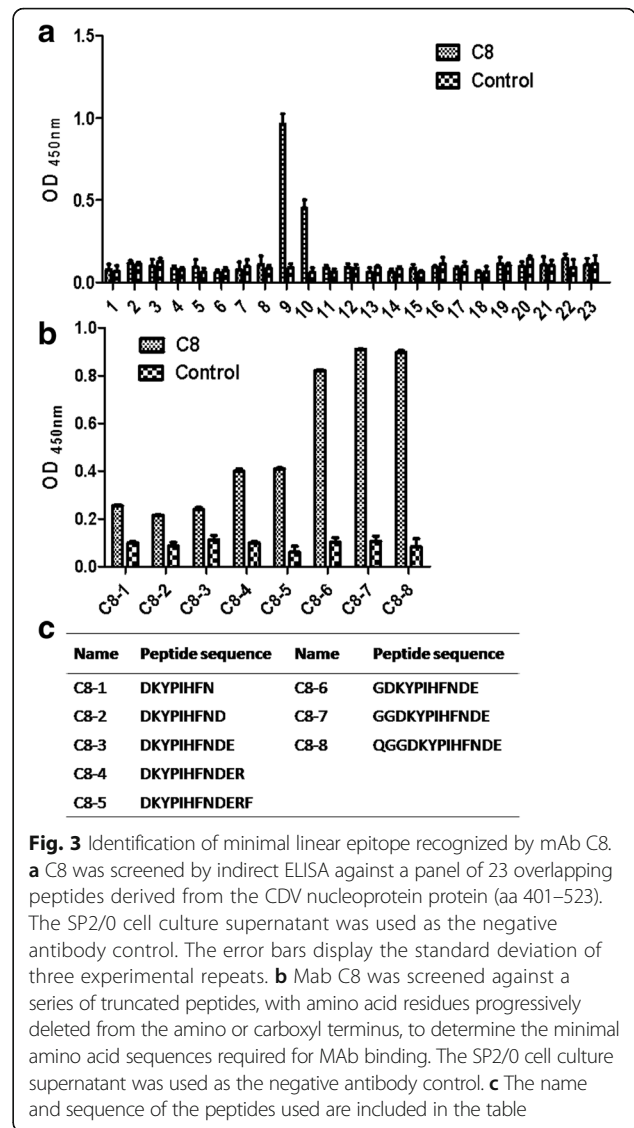 a
1.5
1.0
0.5
0.0
OD 450nm
C8
Control
1 2 3 4 5 6 7 8 9 10 11 12 13 14 15 16 17 18 19 20 21 22 23
b
1.0
0.8
0.6
0.4
0.2
0.0
OD 450nm
C8
Control
C8-1 C8-2 C8-3 C8-4 C8-5 C8-6 C8-7 C8-8
c
Name Peptide sequence Name Peptide sequence
C8-1 DKYPIHFN C8-6 GDKYPIHFNDE
C8-2 DKYPIHFND C8-7 GGDKYPIHFNDE
C8-3 DKYPIHFNDE C8-8 QGGDKYPIHFNDE
C8-4 DKYPIHFNDER
C8-5 DKYPIHFNDERF
Fig. 3 Identification of minimal linear epitope recognized by mAb C8.
a C8 was screened by indirect ELISA against a panel of 23 overlapping
peptides derived from the CDV nucleoprotein protein (aa 401–523).
The SP2/0 cell culture supernatant was used as the negative
antibody control. The error bars display the standard deviation of
three experimental repeats. b Mab C8 was screened against a
series of truncated peptides, with amino acid residues progressively
deleted from the amino or carboxyl terminus, to determine the minimal
amino acid sequences required for MAb binding. The SP2/0 cell culture
supernatant was used as the negative antibody control. c The name
and sequence of the peptides used are included in the table